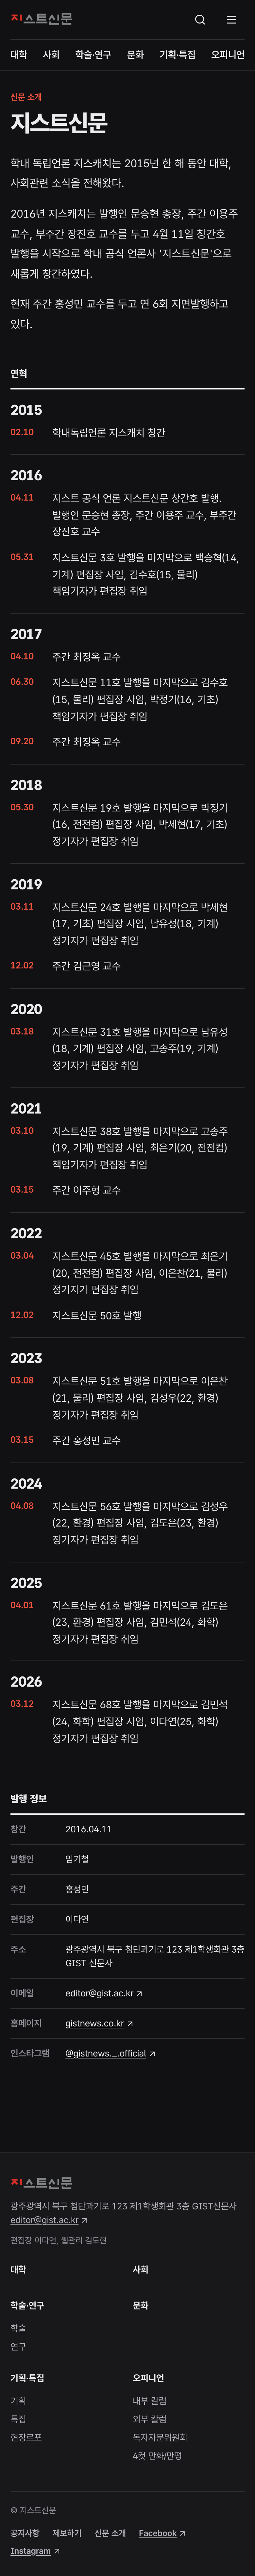 지스트신문
대학 사회 학술·연구 문화 기획·특집 오피니언
신문 소개
지스트신문
학내 독립언론 지스캐치는 2015년 한 해 동안 대학,
사회관련 소식을 전해왔다.
2016년 지스캐치는 발행인 문승현 총장, 주간 이용주
교수, 부주간 장진호 교수를 두고 4월 11일 창간호
발행을 시작으로 학내 공식 언론사 '지스트신문'으로
새롭게 창간하였다.
현재 주간 홍성민 교수를 두고 연 6회 지면발행하고
있다.
연혁
2015
02.10 학내독립언론 지스캐치 창간
2016
04.11 지스트 공식 언론 지스트신문 창간호 발행.
발행인 문승현 총장, 주간 이용주 교수, 부주간
장진호 교수
05.31 지스트신문 3호 발행을 마지막으로 백승혁(14,
기계) 편집장 사임, 김수호(15, 물리)
책임기자가 편집장 취임
2017
04.10 주간 최정옥 교수
06.30 지스트신문 11호 발행을 마지막으로 김수호
(15, 물리) 편집장 사임, 박정기(16, 기초)
책임기자가 편집장 취임
09.20 주간 최정옥 교수
2018
05.30 지스트신문 19호 발행을 마지막으로 박정기
(16, 전전컴) 편집장 사임, 박세현(17, 기초)
정기자가 편집장 취임
2019
03.11 지스트신문 24호 발행을 마지막으로 박세현
(17, 기초) 편집장 사임, 남유성(18, 기계)
정기자가 편집장 취임
12.02 주간 김근영 교수
2020
03.18 지스트신문 31호 발행을 마지막으로 남유성
(18, 기계) 편집장 사임, 고송주(19, 기계)
정기자가 편집장 취임
2021
03.10 지스트신문 38호 발행을 마지막으로 고송주
(19, 기계) 편집장 사임, 최은기(20, 전전컴)
책임기자가 편집장 취임
03.15 주간 이주형 교수
2022
03.04 지스트신문 45호 발행을 마지막으로 최은기
(20, 전전컴) 편집장 사임, 이은찬(21, 물리)
정기자가 편집장 취임
12.02 지스트신문 50호 발행
2023
03.08 지스트신문 51호 발행을 마지막으로 이은찬
(21, 물리) 편집장 사임, 김성우(22, 환경)
정기자가 편집장 취임
03.15 주간 홍성민 교수
2024
04.08 지스트신문 56호 발행을 마지막으로 김성우
(22, 환경) 편집장 사임, 김도은(23, 환경)
정기자가 편집장 취임
2025
04.01 지스트신문 61호 발행을 마지막으로 김도은
(23, 환경) 편집장 사임, 김민석(24, 화학)
정기자가 편집장 취임
2026
03.12 지스트신문 68호 발행을 마지막으로 김민석
(24, 화학) 편집장 사임, 이다연(25, 화학)
정기자가 편집장 취임
발행 정보
창간 2016.04.11
발행인 임기철
주간 홍성민
편집장 이다연
주소 광주광역시 북구 첨단과기로 123 제1학생회관 3층
GIST 신문사
이메일 editor@gist.ac.kr
홈페이지 gistnews.co.kr
인스타그램 @gistnews._.official
지스트신문
광주광역시 북구 첨단과기로 123 제1학생회관 3층 GIST신문사
editor@gist.ac.kr
편집장 이다연, 웹관리 김도현
대학 사회
학술·연구 문화
학술
연구
기획·특집 오피니언
기획 내부 칼럼
특집 외부 칼럼
현장르포 독자자문위원회
4컷 만화/만평
© 지스트신문
공지사항 제보하기 신문 소개 Facebook
Instagram